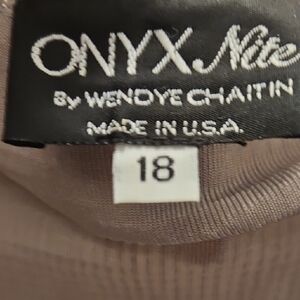 ONYX Nite
By WENDYE CHAITIN
MADE IN U.S.A.
18